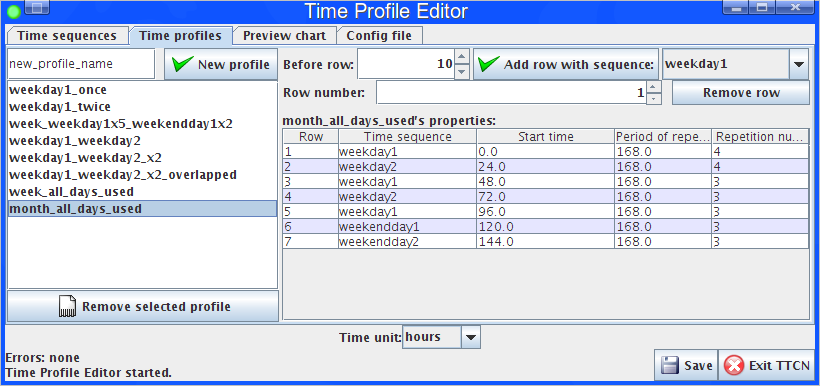 Time Profile Editor
Time sequences Time profiles Preview chart Config file
new_profile_name New profile Before row: 10 Add row with sequence: weekday1
Row number: 1 Remove row
weekday1_once
weekday1_twice
week_weekday1x5_weekendday1x2
weekday1_weekday2
weekday1_weekday2_x2
weekday1_weekday2_x2_overlapped
week_all_days_used
month_all_days_used
Remove selected profile
month_all_days_used's properties:
Row Time sequence Start time Period of repe... Repetition nu...
1 weekday1 0.0 168.0 4
2 weekday2 24.0 168.0 4
3 weekday1 48.0 168.0 3
4 weekday2 72.0 168.0 3
5 weekday1 96.0 168.0 3
6 weekendday1 120.0 168.0 3
7 weekendday2 144.0 168.0 3
Time unit: hours
Errors: none
Time Profile Editor started.
Save Exit TTCN